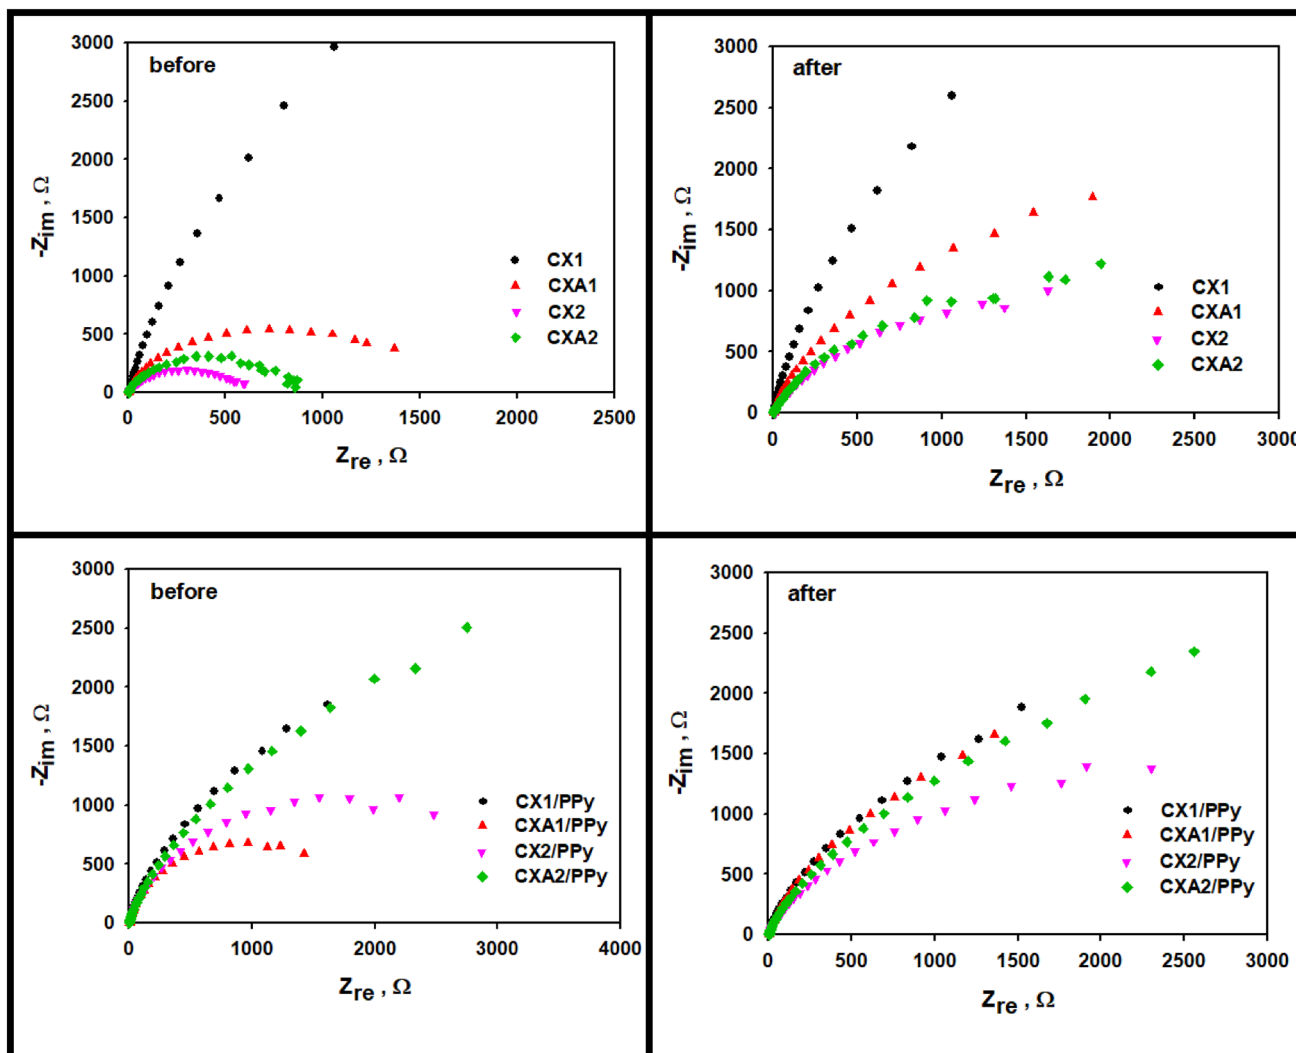 before
3000
2500
2000
1500
1000
500
0
-Zim , Ω
CX1
CXA1
CX2
CXA2
0 500 1000 1500 2000 2500
Zre , Ω
after
3000
2500
2000
1500
1000
500
0
-Zim , Ω
CX1
CXA1
CX2
CXA2
0 500 1000 1500 2000 2500 3000
Zre , Ω
before
3000
2500
2000
1500
1000
500
0
-Zim , Ω
CX1/PPy
CXA1/PPy
CX2/PPy
CXA2/PPy
0 1000 2000 3000 4000
Zre , Ω
after
3000
2500
2000
1500
1000
500
0
-Zim , Ω
CX1/PPy
CXA1/PPy
CX2/PPy
CXA2/PPy
0 500 1000 1500 2000 2500 3000
Zre , Ω